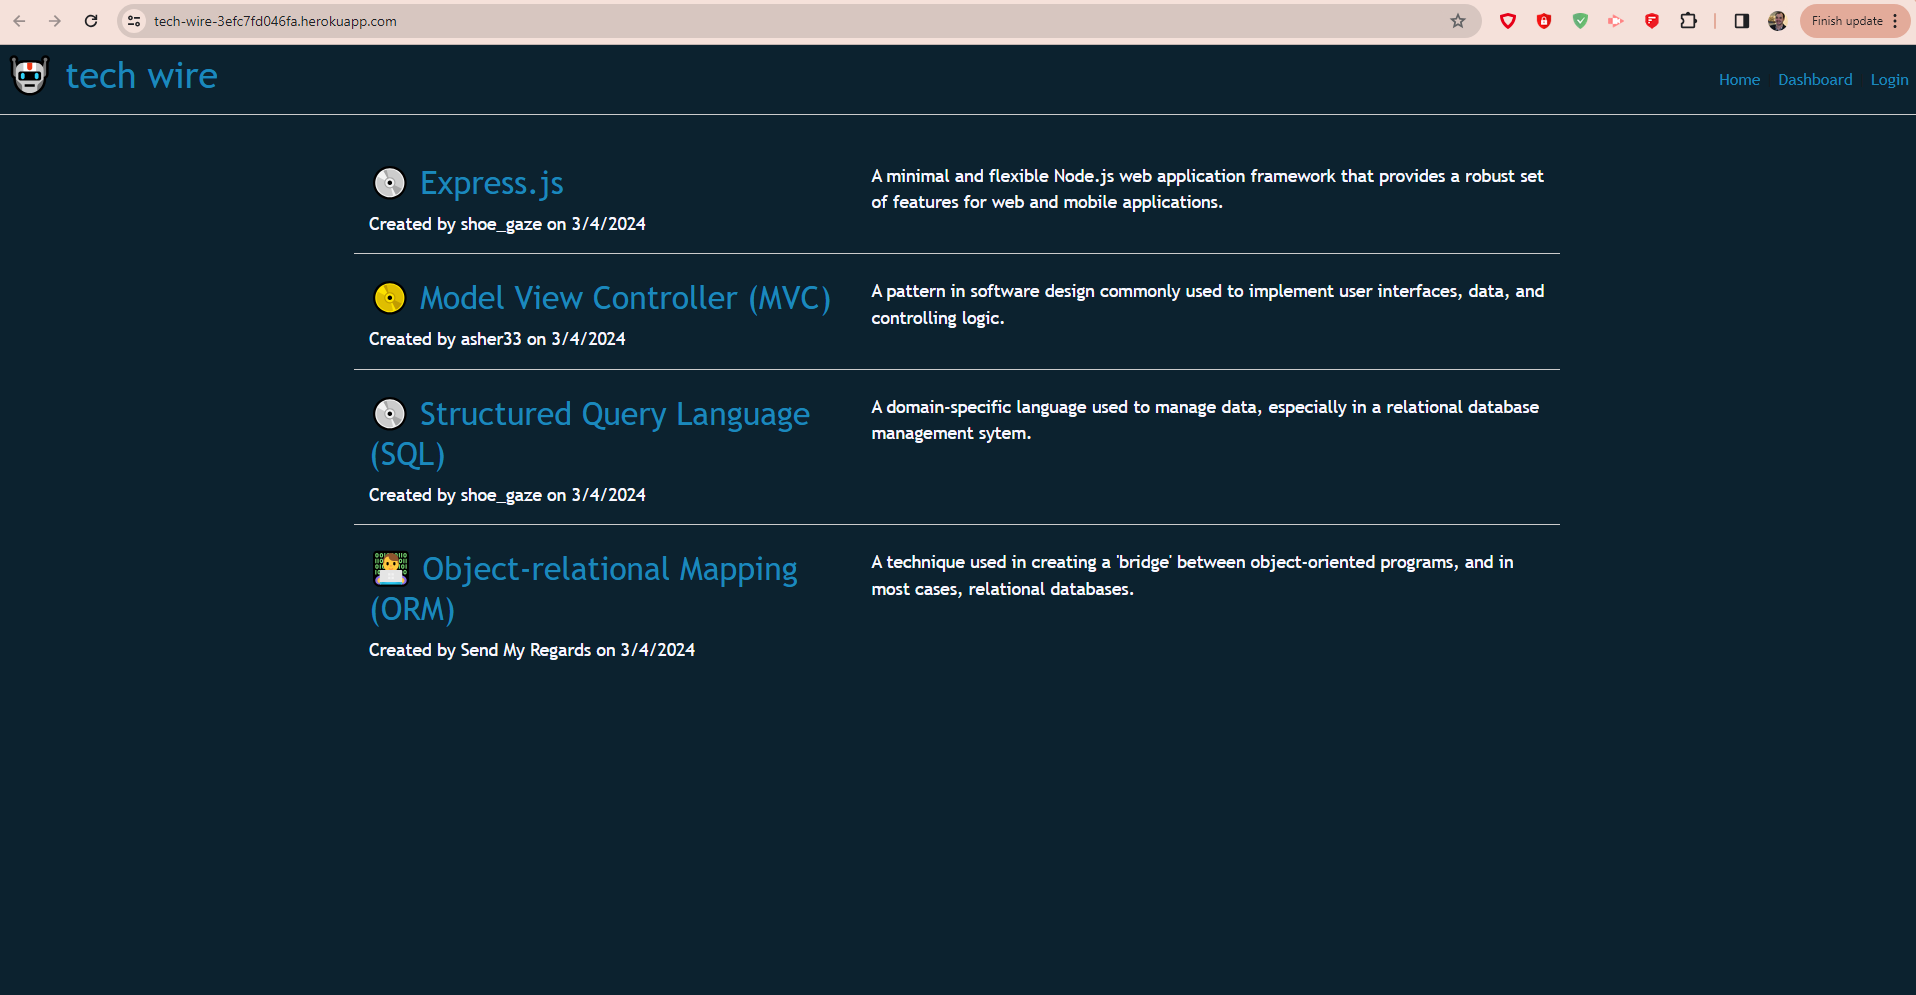 tech-wire-3efc7fd046fa.herokuapp.com
Finish update
tech wire
Home Dashboard Login
Express.js
Created by shoe_gaze on 3/4/2024
A minimal and flexible Node.js web application framework that provides a robust set
of features for web and mobile applications.
Model View Controller (MVC)
Created by asher33 on 3/4/2024
A pattern in software design commonly used to implement user interfaces, data, and
controlling logic.
Structured Query Language
(SQL)
Created by shoe_gaze on 3/4/2024
A domain-specific language used to manage data, especially in a relational database
management sytem.
Object-relational Mapping
(ORM)
Created by Send My Regards on 3/4/2024
A technique used in creating a 'bridge' between object-oriented programs, and in
most cases, relational databases.